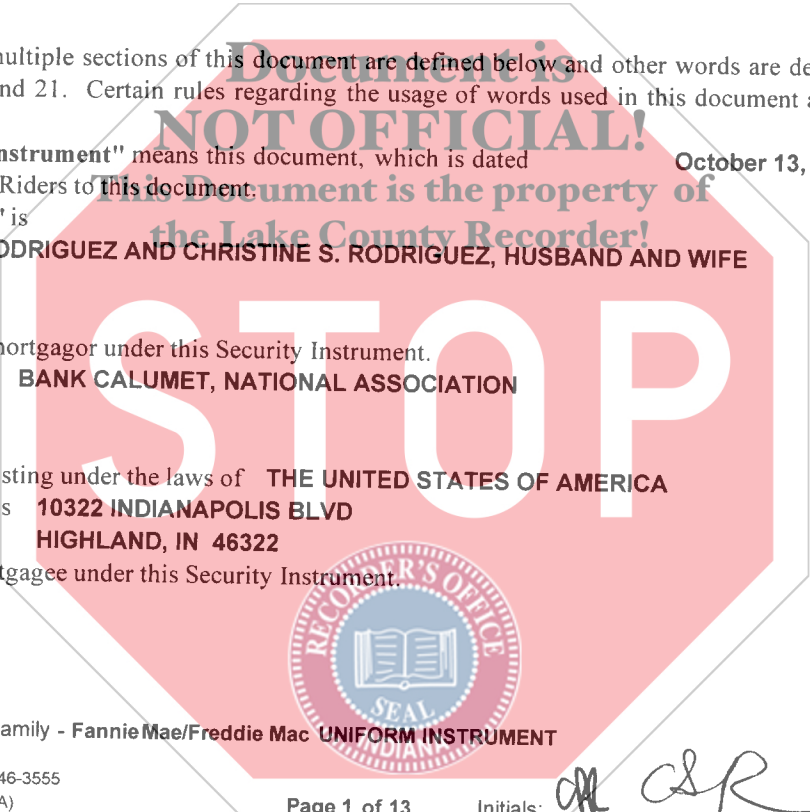 multiple sections of this document are defined below and other words are de
nd 21. Certain rules regarding the usage of words used in this document a
Document is
NOT OFFICIAL!
nstrument" means this document, which is dated October 13,
Riders to this document.
This Document is the property of
the Lake County Recorder!
" is
ODRIGUEZ AND CHRISTINE S. RODRIGUEZ, HUSBAND AND WIFE
STOP
nortgagor under this Security Instrument.
BANK CALUMET, NATIONAL ASSOCIATION
sting under the laws of THE UNITED STATES OF AMERICA
s 10322 INDIANAPOLIS BLVD
HIGHLAND, IN 46322
tgagee under this Security Instrument.
RECORDER'S OFFICE
SEAL
INDIANA
amily - Fannie Mae/Freddie Mac UNIFORM INSTRUMENT
46-3555
A)
Page 1 of 13 Initials: CSR